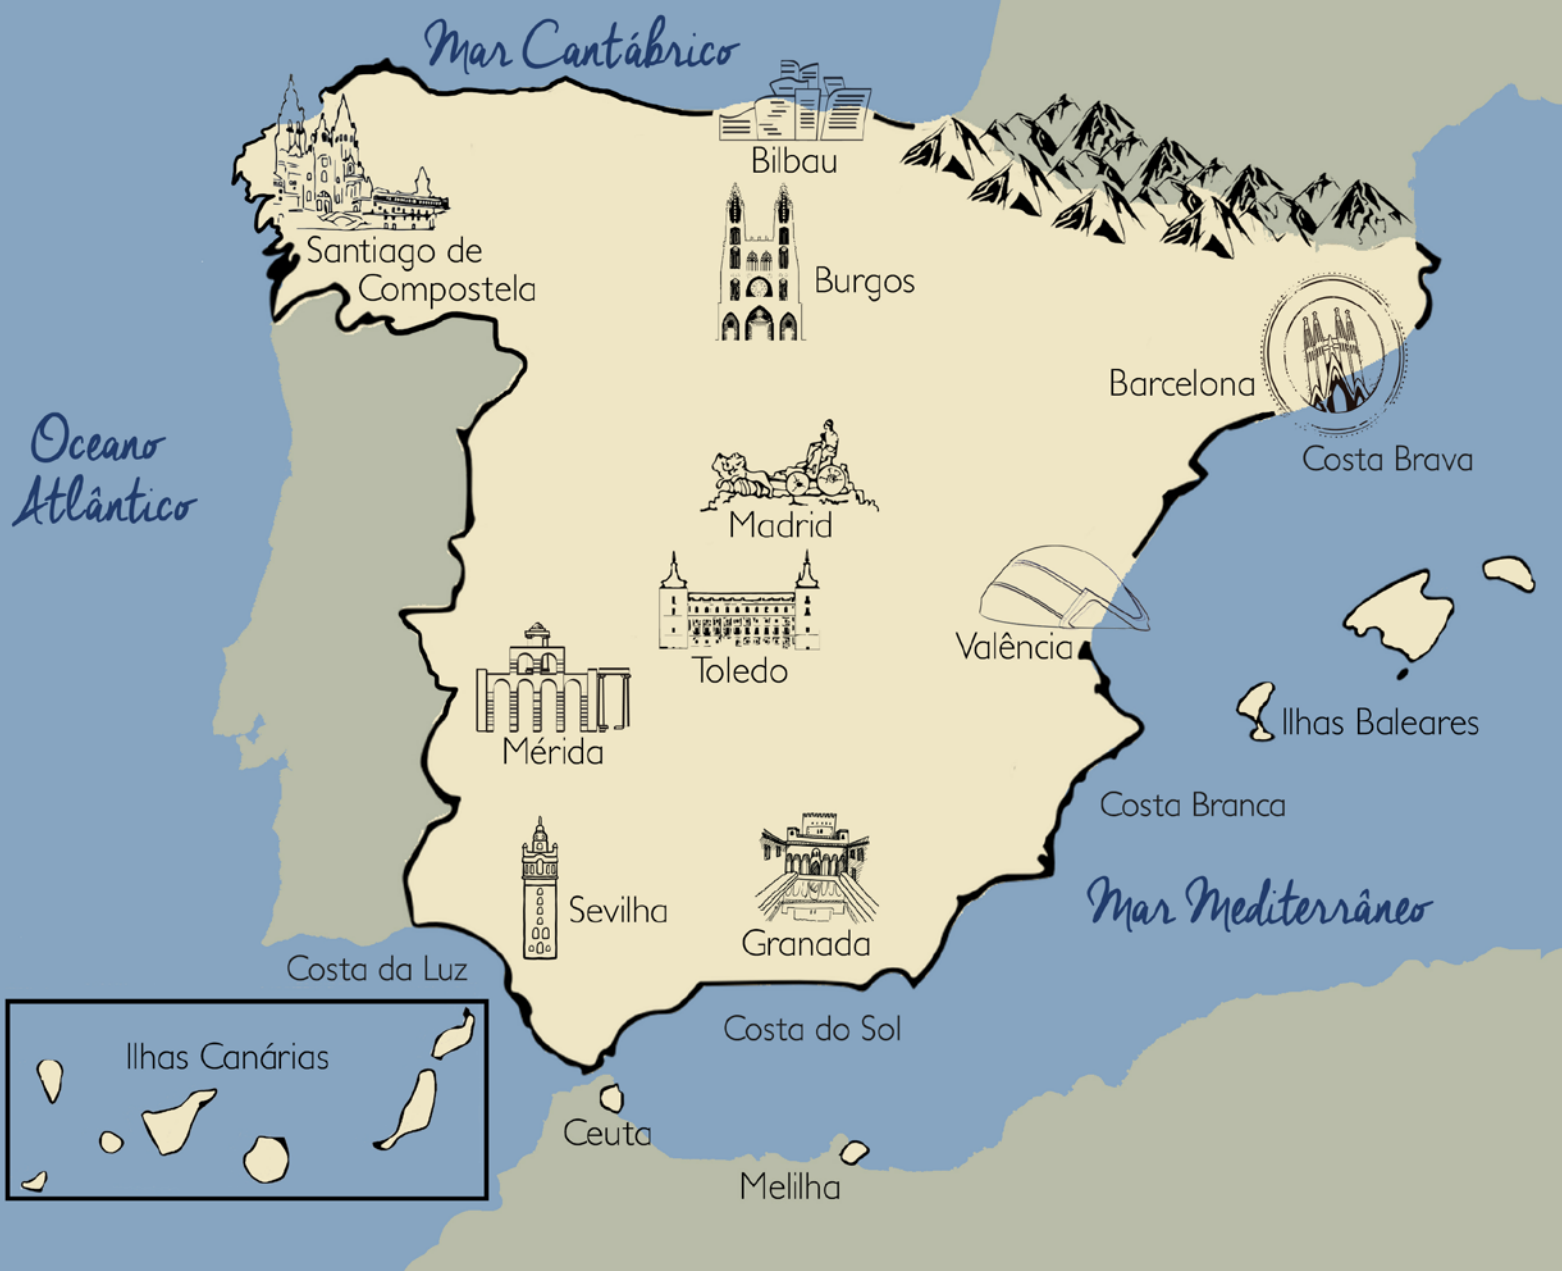 Mar Cantábrico
Bilbau
Santiago de
Compostela
Burgos
Barcelona
Oceano
Atlântico
Costa Brava
Madrid
Valência
Toledo
Ilhas Baleares
Mérida
Costa Branca
Mar Mediterrâneo
Sevilha
Granada
Costa da Luz
Costa do Sol
Ilhas Canárias
Ceuta
Melilha